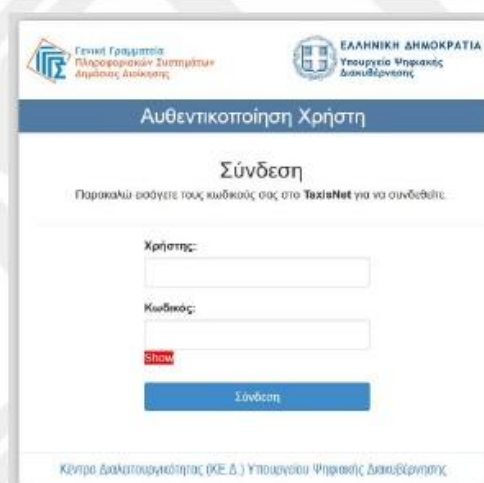 Γενική Γραμματεία
Πληροφοριακών Συστημάτων
Δημόσιας Διοίκησης
ΕΛΛΗΝΙΚΗ ΔΗΜΟΚΡΑΤΙΑ
Υπουργείο Ψηφιακής
Διακυβέρνησης
Αυθεντικοποίηση Χρήστη
Σύνδεση
Παρακαλώ εισάγετε τους κωδικούς σας στο TaxisNet για να συνδεθείτε.
Χρήστης:
Κωδικός:
Show
Σύνδεση
Κέντρο Διαλειτουργικότητας (ΚΕ.Δ.) Υπουργείου Ψηφιακής Διακυβέρνησης